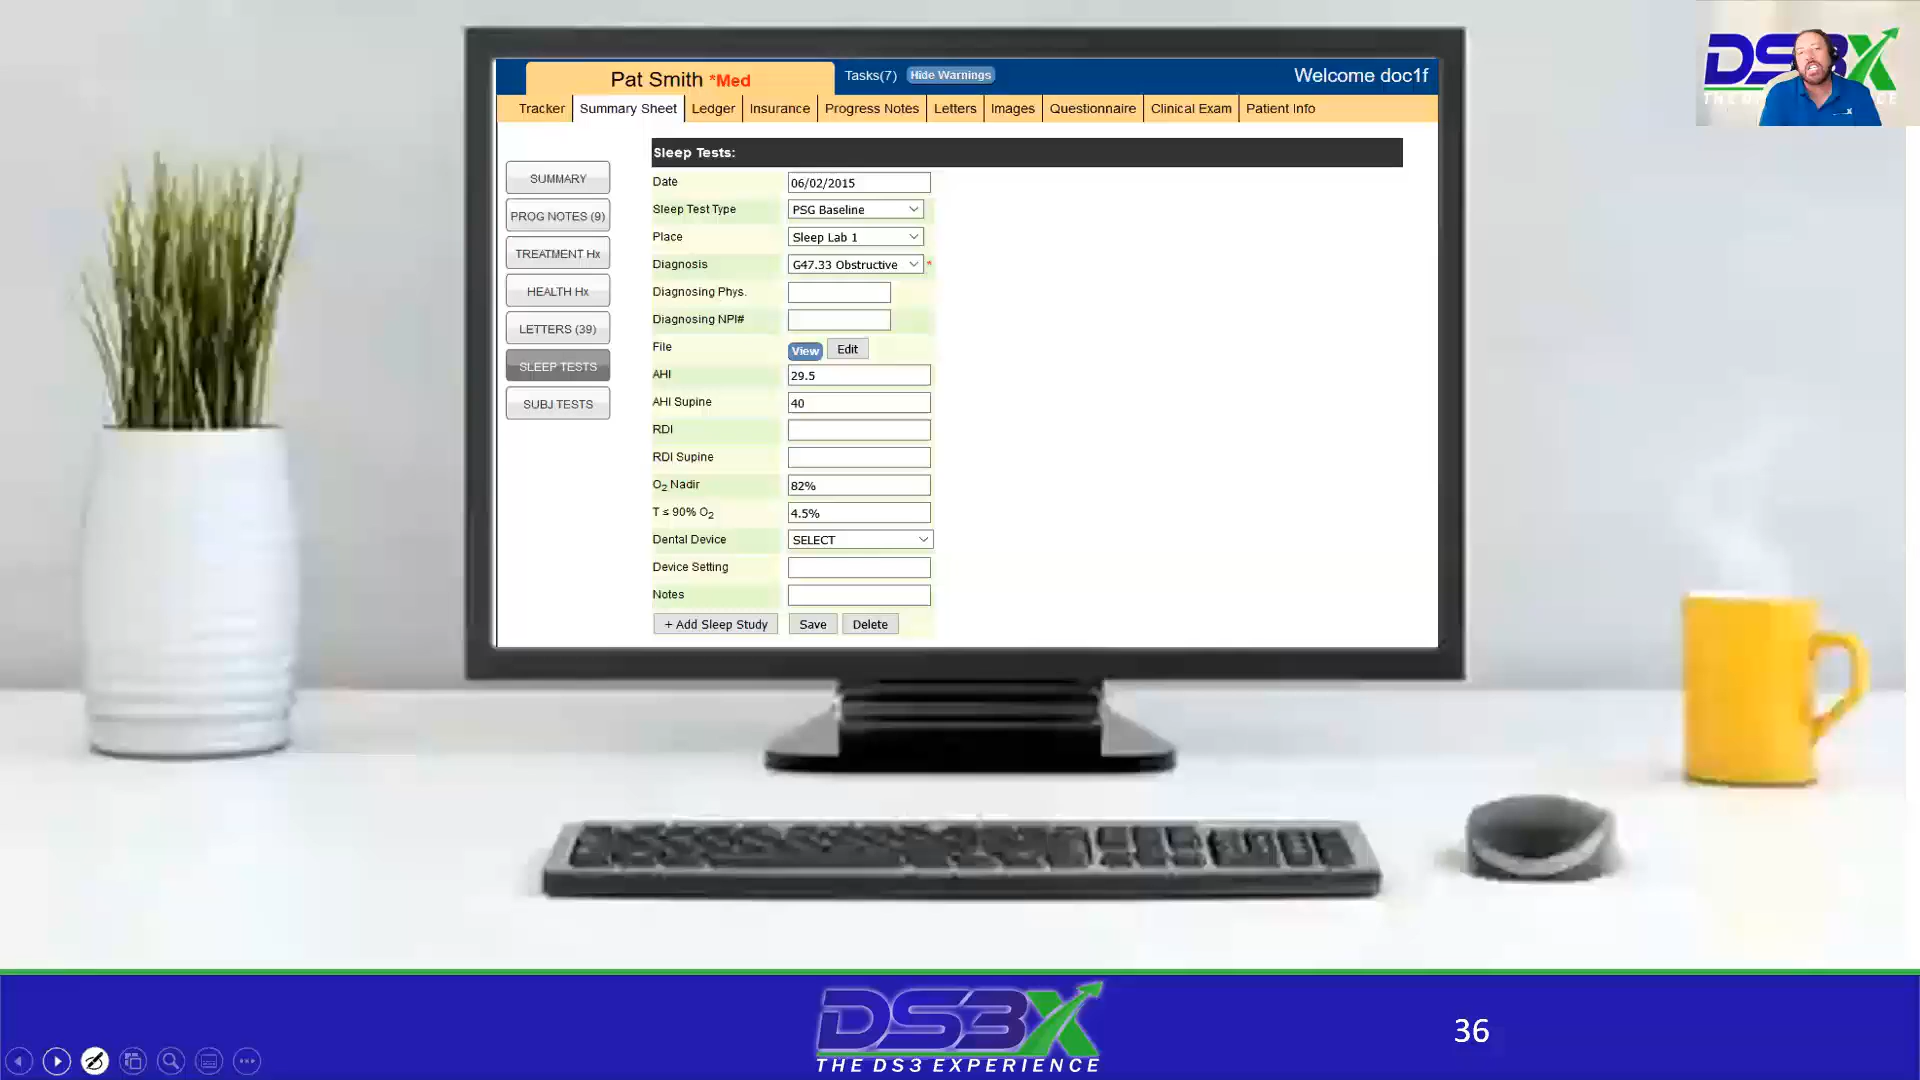 Pat Smith *Med
Tasks(7)
Hide Warnings
Welcome doc1f
Tracker
Summary Sheet
Ledger
Insurance
Progress Notes
Letters
Images
Questionnaire
Clinical Exam
Patient Info
SUMMARY
PROG NOTES (9)
TREATMENT Hx
HEALTH Hx
LETTERS (39)
SLEEP TESTS
SUBJ TESTS
Sleep Tests:
Date 06/02/2015
Sleep Test Type PSG Baseline
Place Sleep Lab 1
Diagnosis G47.33 Obstructive *
Diagnosing Phys.
Diagnosing NPI#
File View Edit
AHI 29.5
AHI Supine 40
RDI
RDI Supine
O₂ Nadir 82%
T ≤ 90% O₂ 4.5%
Dental Device SELECT
Device Setting
Notes
+ Add Sleep Study Save Delete
DS3X
THE DS3 EXPERIENCE
36